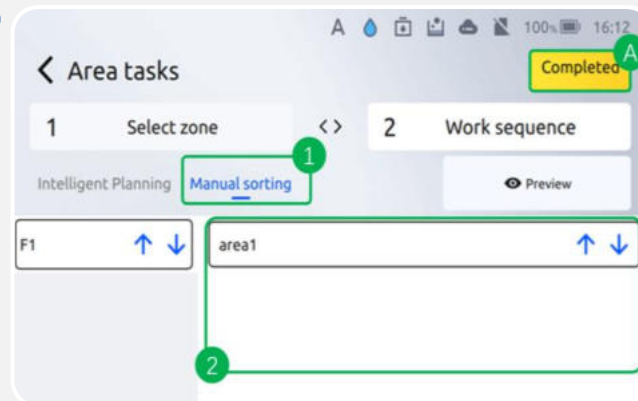 A 100% 16:12
Area tasks
Completed
A
1 Select zone <> 2 Work sequence
1
Intelligent Planning Manual sorting Preview
F1 area1
2